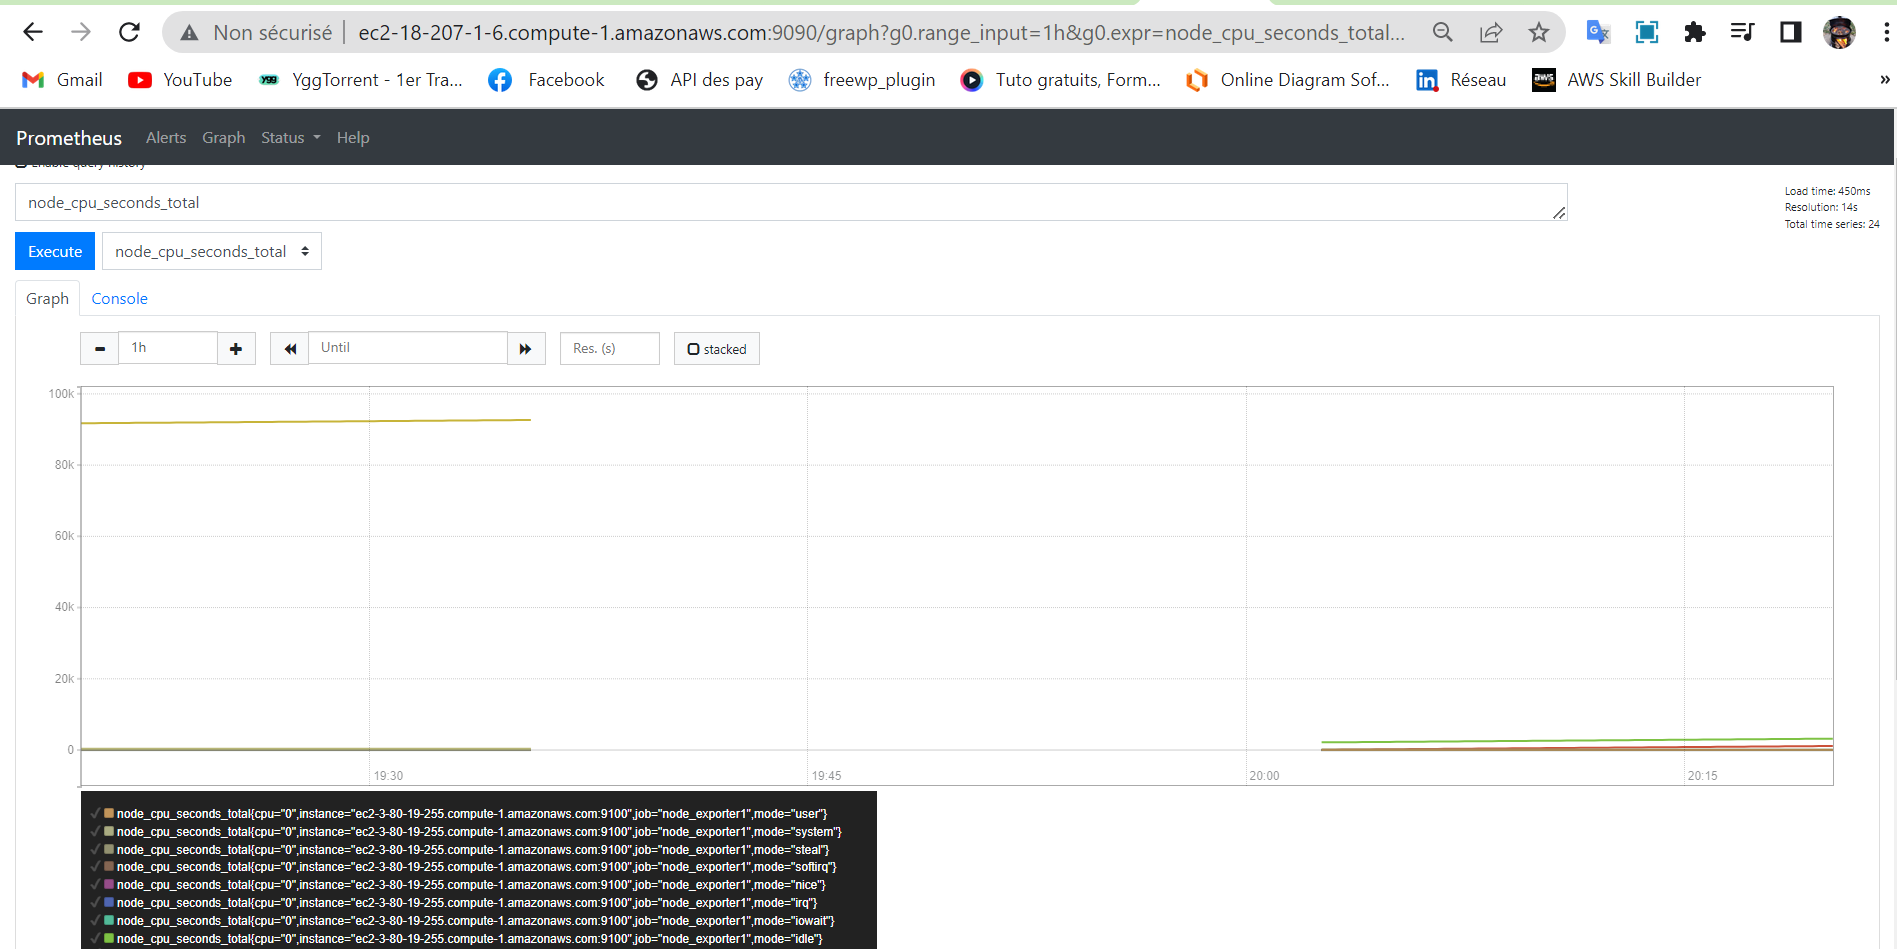 Non sécurisé ec2-18-207-1-6.compute-1.amazonaws.com:9090/graph?g0.range_input=1h&g0.expr=node_cpu_seconds_total...
Gmail YouTube YggTorrent - 1er Tra... Facebook API des pay freewp_plugin Tuto gratuits, Form... Online Diagram Sof... Réseau AWS Skill Builder »
Prometheus Alerts Graph Status Help
Enable query history
node_cpu_seconds_total
Load time: 450ms
Resolution: 14s
Total time series: 24
Execute node_cpu_seconds_total
Graph Console
1h Until Res. (s) stacked
100k
80k
60k
40k
20k
0
19:30 19:45 20:00 20:15
node_cpu_seconds_total{cpu="0",instance="ec2-3-80-19-255.compute-1.amazonaws.com:9100",job="node_exporter1",mode="user"}
node_cpu_seconds_total{cpu="0",instance="ec2-3-80-19-255.compute-1.amazonaws.com:9100",job="node_exporter1",mode="system"}
node_cpu_seconds_total{cpu="0",instance="ec2-3-80-19-255.compute-1.amazonaws.com:9100",job="node_exporter1",mode="steal"}
node_cpu_seconds_total{cpu="0",instance="ec2-3-80-19-255.compute-1.amazonaws.com:9100",job="node_exporter1",mode="softirq"}
node_cpu_seconds_total{cpu="0",instance="ec2-3-80-19-255.compute-1.amazonaws.com:9100",job="node_exporter1",mode="nice"}
node_cpu_seconds_total{cpu="0",instance="ec2-3-80-19-255.compute-1.amazonaws.com:9100",job="node_exporter1",mode="irq"}
node_cpu_seconds_total{cpu="0",instance="ec2-3-80-19-255.compute-1.amazonaws.com:9100",job="node_exporter1",mode="iowait"}
node_cpu_seconds_total{cpu="0",instance="ec2-3-80-19-255.compute-1.amazonaws.com:9100",job="node_exporter1",mode="idle"}